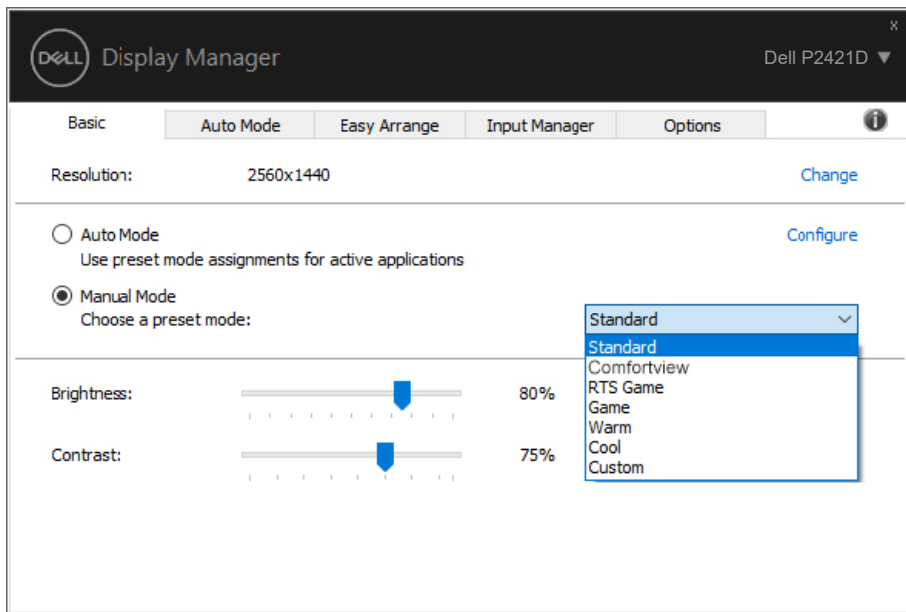 x
DELL Display Manager
Dell P2421D ▼
Basic Auto Mode Easy Arrange Input Manager Options
Resolution: 2560x1440 Change
Auto Mode Configure
Use preset mode assignments for active applications
Manual Mode
Choose a preset mode: Standard
Standard
Comfortview
RTS Game
Game
Warm
Cool
Custom
Brightness: 80%
Contrast: 75%